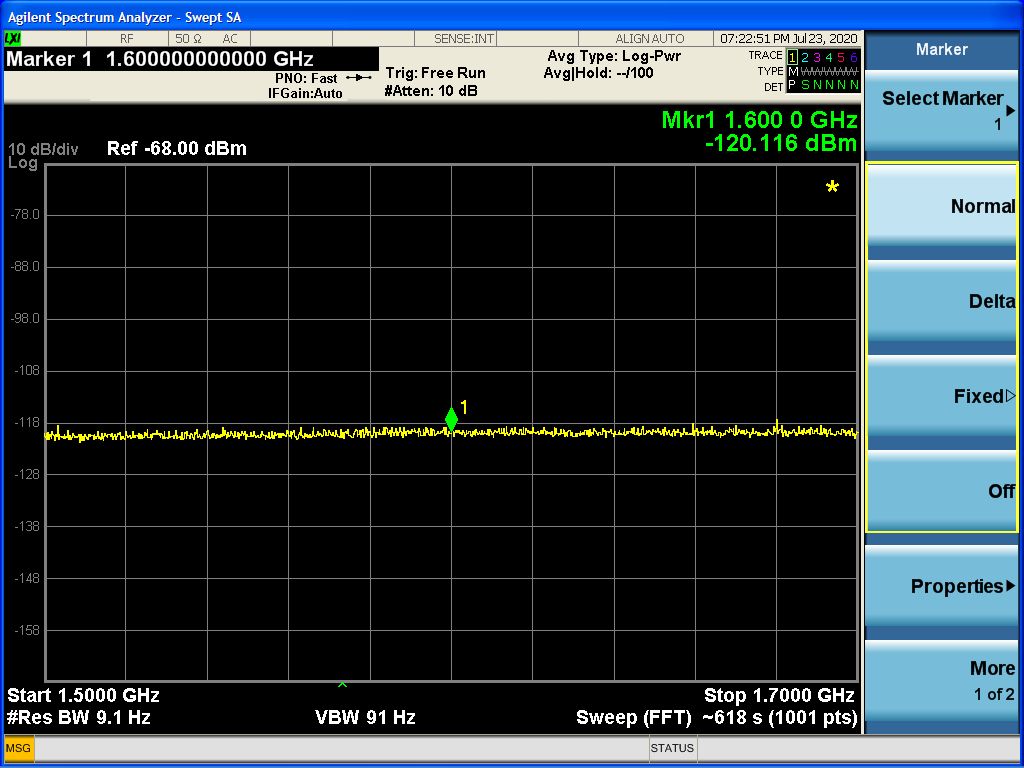 Agilent Spectrum Analyzer - Swept SA
LXI RF 50 Ω AC SENSE:INT ALIGN AUTO 07:22:51 PM Jul 23, 2020
Marker 1 1.600000000000 GHz
PNO: Fast
IFGain:Auto
Trig: Free Run
#Atten: 10 dB
Avg Type: Log-Pwr
Avg|Hold: --/100
TRACE 1 2 3 4 5 6
TYPE M W W W W W
DET P S N N N N
Mkr1 1.600 0 GHz
-120.116 dBm
10 dB/div
Log
Ref -68.00 dBm
*
-78.0
-88.0
-98.0
-108
1
-118
-128
-138
-148
-158
Start 1.5000 GHz
Stop 1.7000 GHz
#Res BW 9.1 Hz
VBW 91 Hz
Sweep (FFT) ~618 s (1001 pts)
MSG
STATUS
Marker
Select Marker
1
Normal
Delta
Fixed
Off
Properties
More
1 of 2